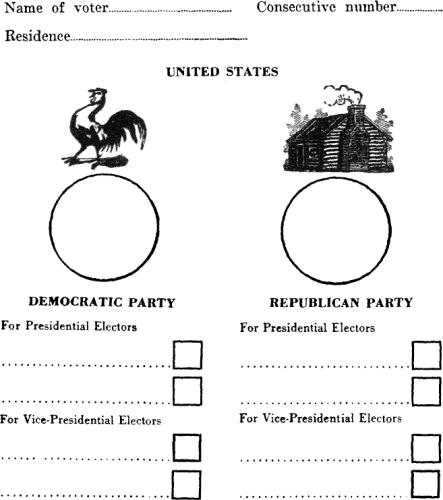 Name of voter Consecutive number
Residence
UNITED STATES
DEMOCRATIC PARTY
For Presidential Electors
For Vice-Presidential Electors
REPUBLICAN PARTY
For Presidential Electors
For Vice-Presidential Electors